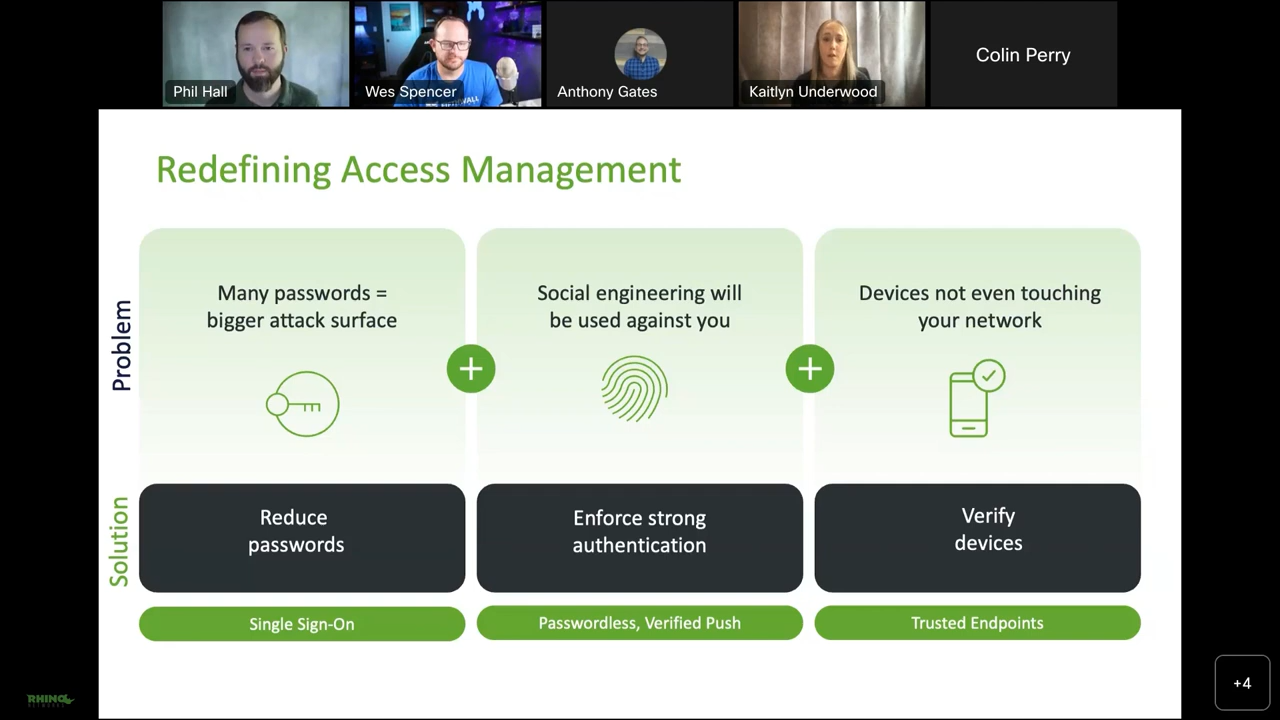 Phil Hall
Wes Spencer
Anthony Gates
Kaitlyn Underwood
Colin Perry
Redefining Access Management
Problem
Many passwords =
bigger attack surface
Social engineering will
be used against you
Devices not even touching
your network
Solution
Reduce
passwords
Enforce strong
authentication
Verify
devices
Single Sign-On
Passwordless, Verified Push
Trusted Endpoints
RHINO
NETWORKS
+4